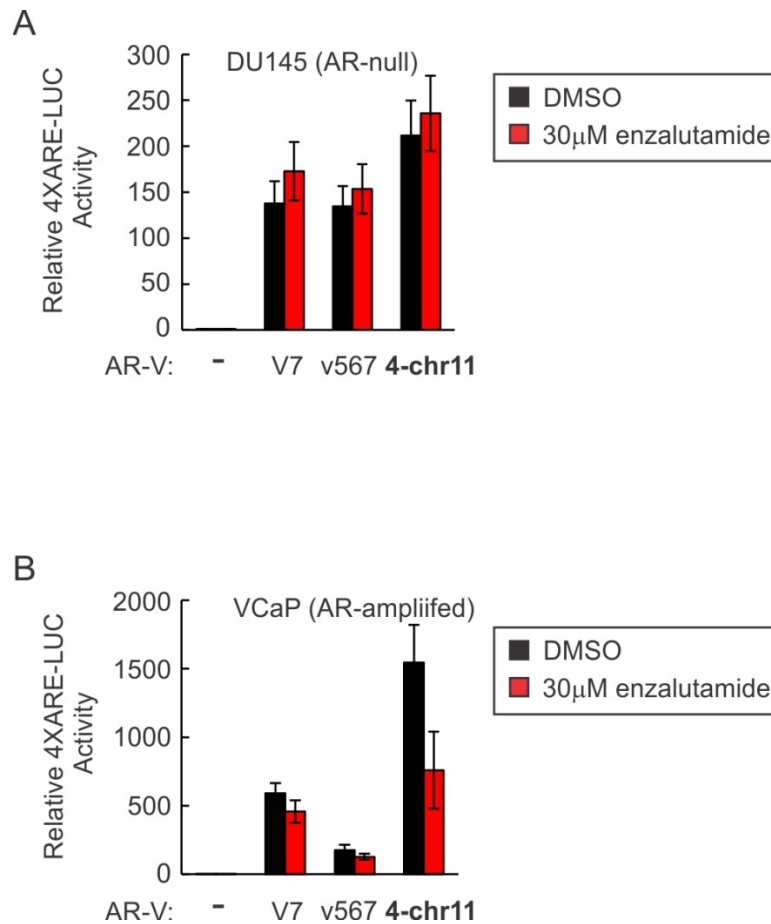 A
DU145 (AR-null)
Relative 4XARE-LUC
Activity
300
250
200
150
100
50
0
AR-V: - V7 v567 4-chr11
DMSO
30μM enzalutamide
B
VCaP (AR-ampliifed)
Relative 4XARE-LUC
Activity
2000
1500
1000
500
0
AR-V: - V7 v567 4-chr11
DMSO
30μM enzalutamide